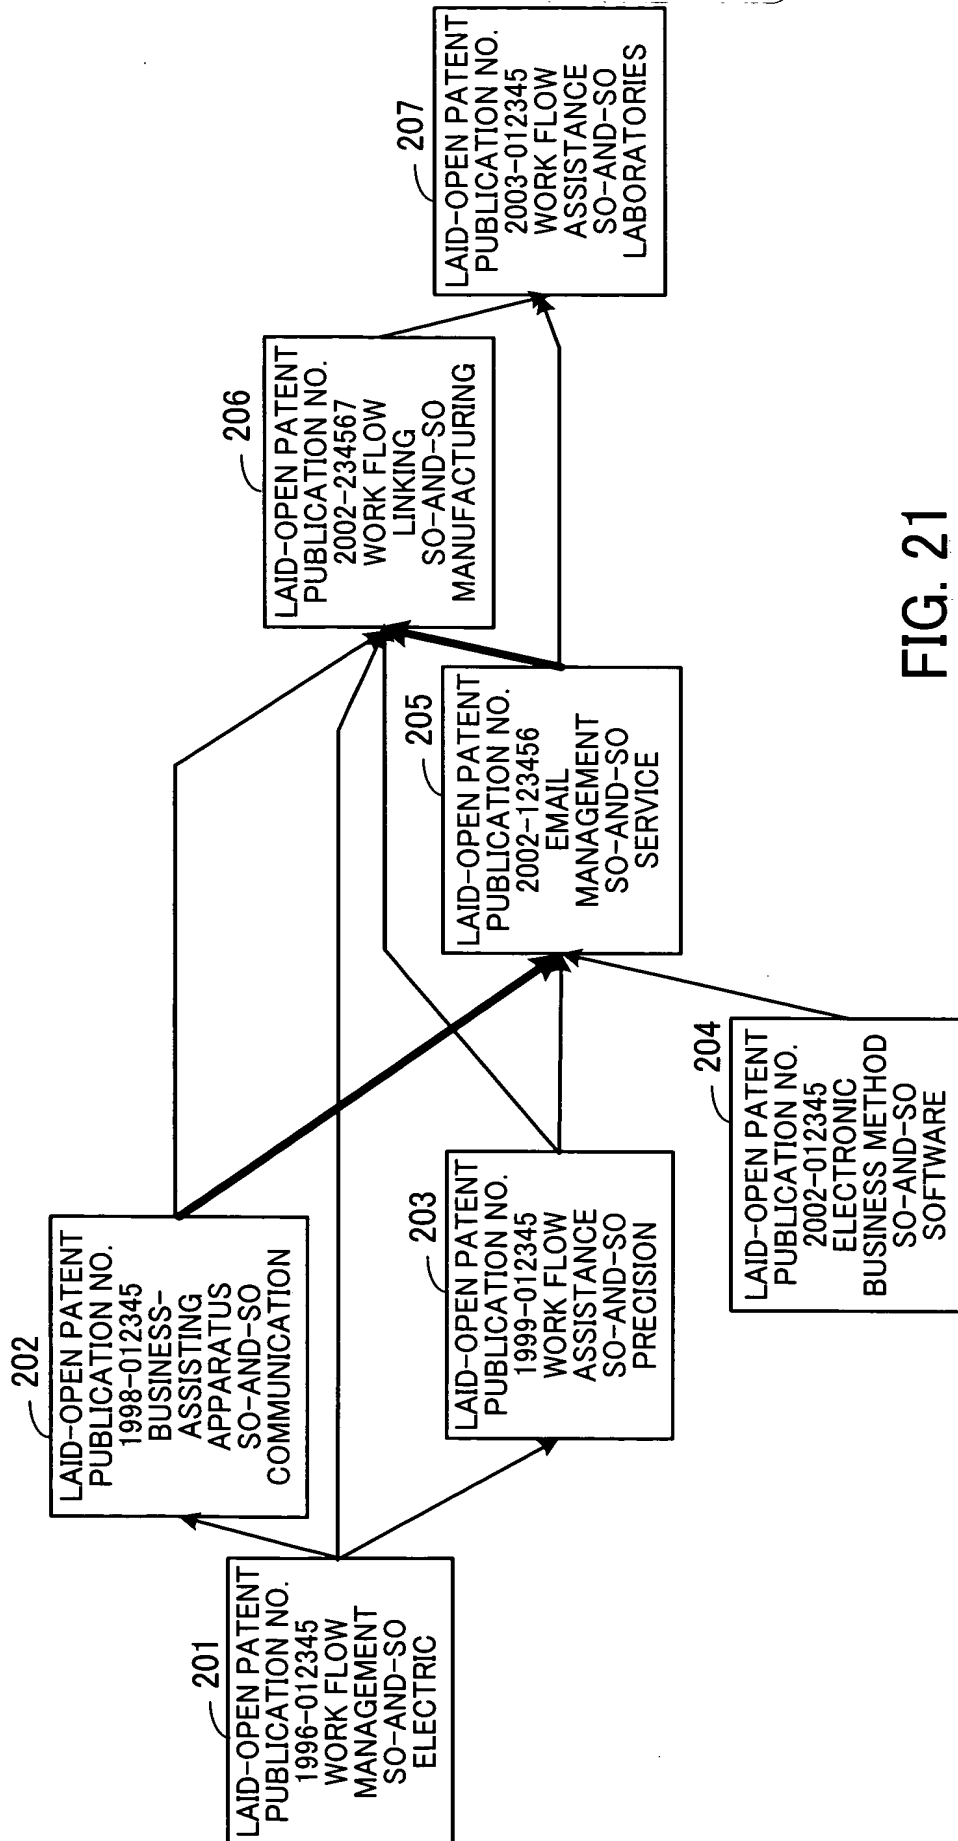 201
LAID-OPEN PATENT
PUBLICATION NO.
1996-012345
WORK FLOW
MANAGEMENT
SO-AND-SO
ELECTRIC
202
LAID-OPEN PATENT
PUBLICATION NO.
1998-012345
BUSINESS-
ASSISTING
APPARATUS
SO-AND-SO
COMMUNICATION
203
LAID-OPEN PATENT
PUBLICATION NO.
1999-012345
WORK FLOW
ASSISTANCE
SO-AND-SO
PRECISION
204
LAID-OPEN PATENT
PUBLICATION NO.
2002-012345
ELECTRONIC
BUSINESS METHOD
SO-AND-SO
SOFTWARE
205
LAID-OPEN PATENT
PUBLICATION NO.
2002-123456
EMAIL
MANAGEMENT
SO-AND-SO
SERVICE
206
LAID-OPEN PATENT
PUBLICATION NO.
2002-234567
WORK FLOW
LINKING
SO-AND-SO
MANUFACTURING
207
LAID-OPEN PATENT
PUBLICATION NO.
2003-012345
WORK FLOW
ASSISTANCE
SO-AND-SO
LABORATORIES
FIG. 21